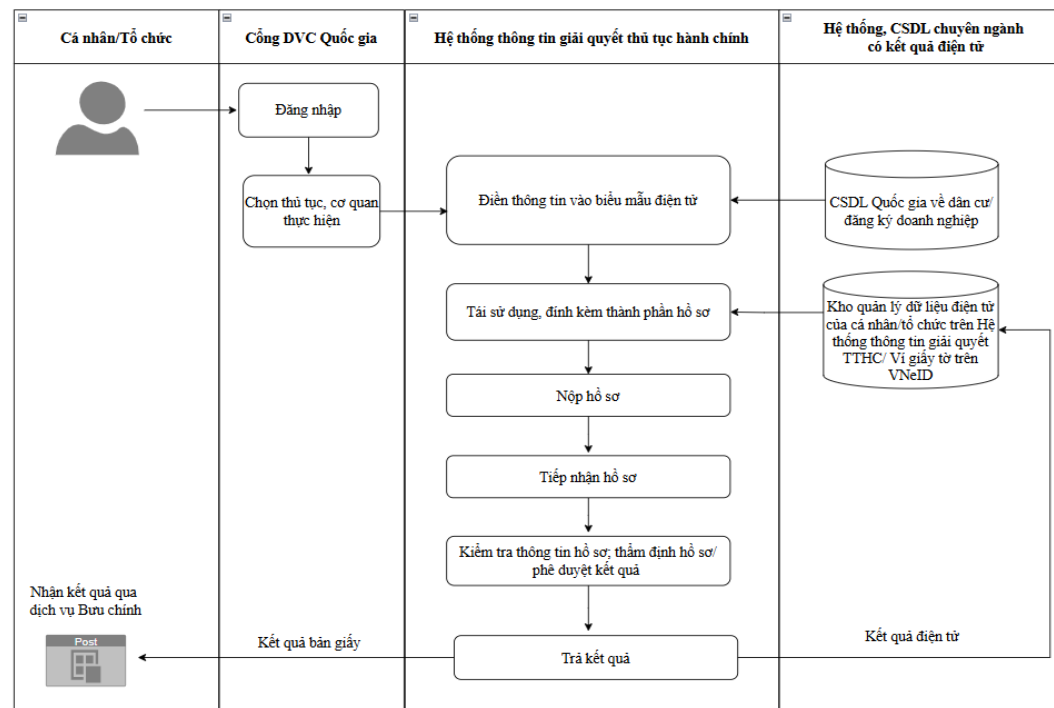 Cá nhân/Tổ chức
Cổng DVC Quốc gia
Hệ thống thông tin giải quyết thủ tục hành chính
Hệ thống, CSDL chuyên ngành
có kết quả điện tử
Đăng nhập
Chọn thủ tục, cơ quan
thực hiện
Điền thông tin vào biểu mẫu điện tử
CSDL Quốc gia về dân cư/
đăng ký doanh nghiệp
Tái sử dụng, đính kèm thành phần hồ sơ
Kho quản lý dữ liệu điện tử
của cá nhân/tổ chức trên Hệ
thống thông tin giải quyết
TTHC/ Ví giấy tờ trên
VNeID
Nộp hồ sơ
Tiếp nhận hồ sơ
Kiểm tra thông tin hồ sơ; thẩm định hồ sơ/
phê duyệt kết quả
Nhận kết quả qua
dịch vụ Bưu chính
Post
Kết quả bản giấy
Trả kết quả
Kết quả điện tử